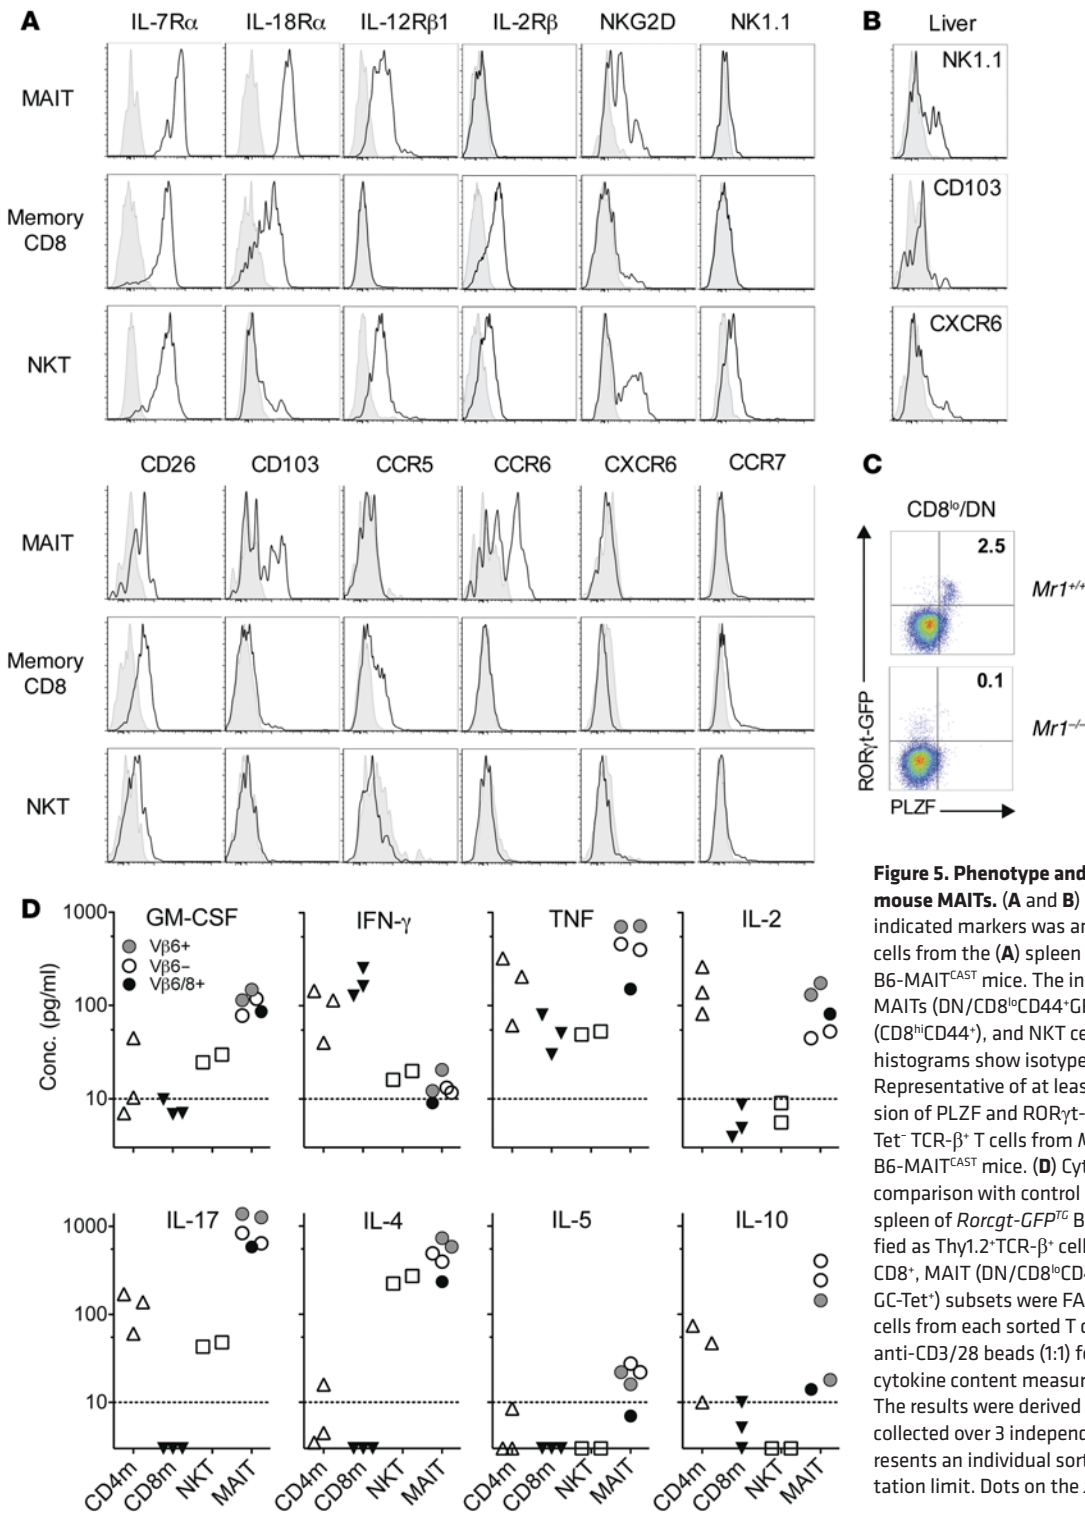 A
IL-7Rα IL-18Rα IL-12Rβ1 IL-2Rβ NKG2D NK1.1
MAIT
Memory
CD8
NKT
CD26 CD103 CCR5 CCR6 CXCR6 CCR7
MAIT
Memory
CD8
NKT
B
Liver
NK1.1
CD103
CXCR6
C
CD8lo/DN
2.5
Mr1+/+
0.1
Mr1–/–
RORγt-GFP
PLZF
D
GM-CSF IFN-γ TNF IL-2
Vβ6+
Vβ6–
Vβ6/8+
1000
100
10
Conc. (pg/ml)
IL-17 IL-4 IL-5 IL-10
1000
100
10
CD4m CD8m NKT MAIT CD4m CD8m NKT MAIT CD4m CD8m NKT MAIT CD4m CD8m NKT MAIT
Figure 5. Phenotype and
mouse MAITs. (A and B)
indicated markers was an
cells from the (A) spleen
B6-MAITCAST mice. The in
MAITs (DN/CD8loCD44+GF
(CD8hiCD44+), and NKT ce
histograms show isotype
Representative of at least
sion of PLZF and RORγt-
Tet– TCR-β+ T cells from M
B6-MAITCAST mice. (D) Cyt
comparison with control
spleen of Rorcgt-GFPTG B
fied as Thy1.2+TCR-β+ cell
CD8+, MAIT (DN/CD8loCD4
GC-Tet+) subsets were FA
cells from each sorted T c
anti-CD3/28 beads (1:1) fo
cytokine content measur
The results were derived
collected over 3 independ
resents an individual sort
tation limit. Dots on the